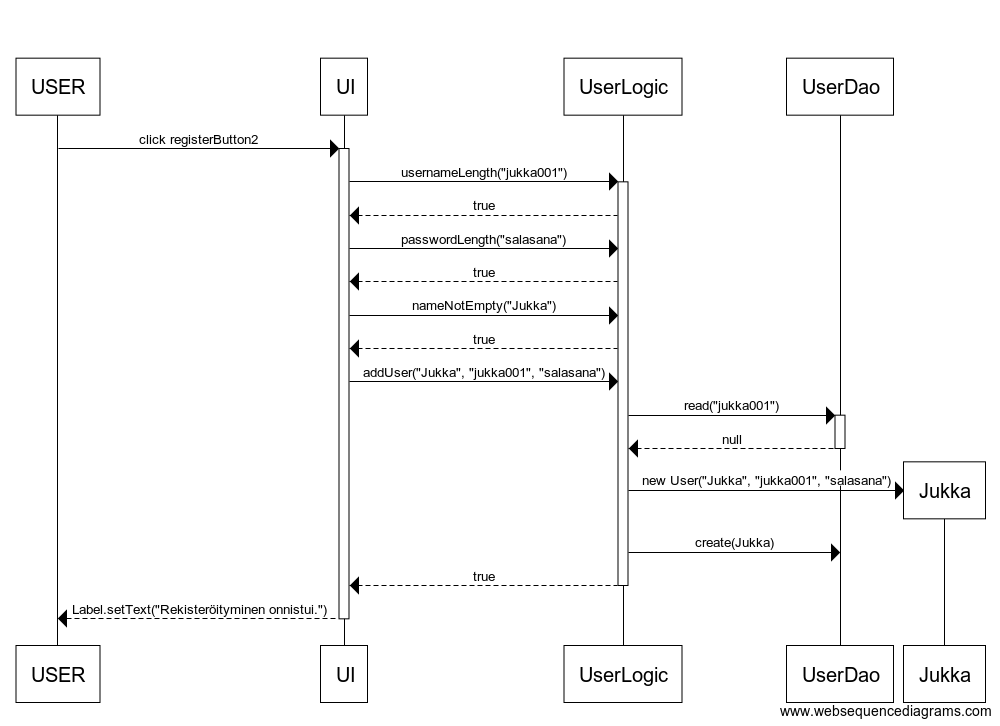 USER UI UserLogic UserDao
click registerButton2
usernameLength("jukka001")
true
passwordLength("salasana")
true
nameNotEmpty("Jukka")
true
addUser("Jukka", "jukka001", "salasana")
read("jukka001")
null
new User("Jukka", "jukka001", "salasana")
Jukka
create(Jukka)
true
Label.setText("Rekisteröityminen onnistui.")
USER UI UserLogic UserDao Jukka
www.websequencediagrams.com